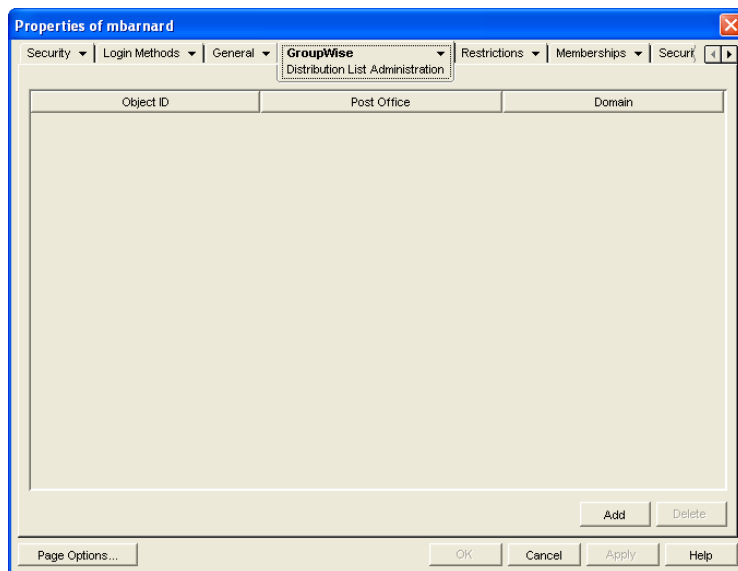 Properties of mbarnard
Security Login Methods General GroupWise Restrictions Memberships Securi
Distribution List Administration
Object ID Post Office Domain
Add Delete
Page Options... OK Cancel Apply Help